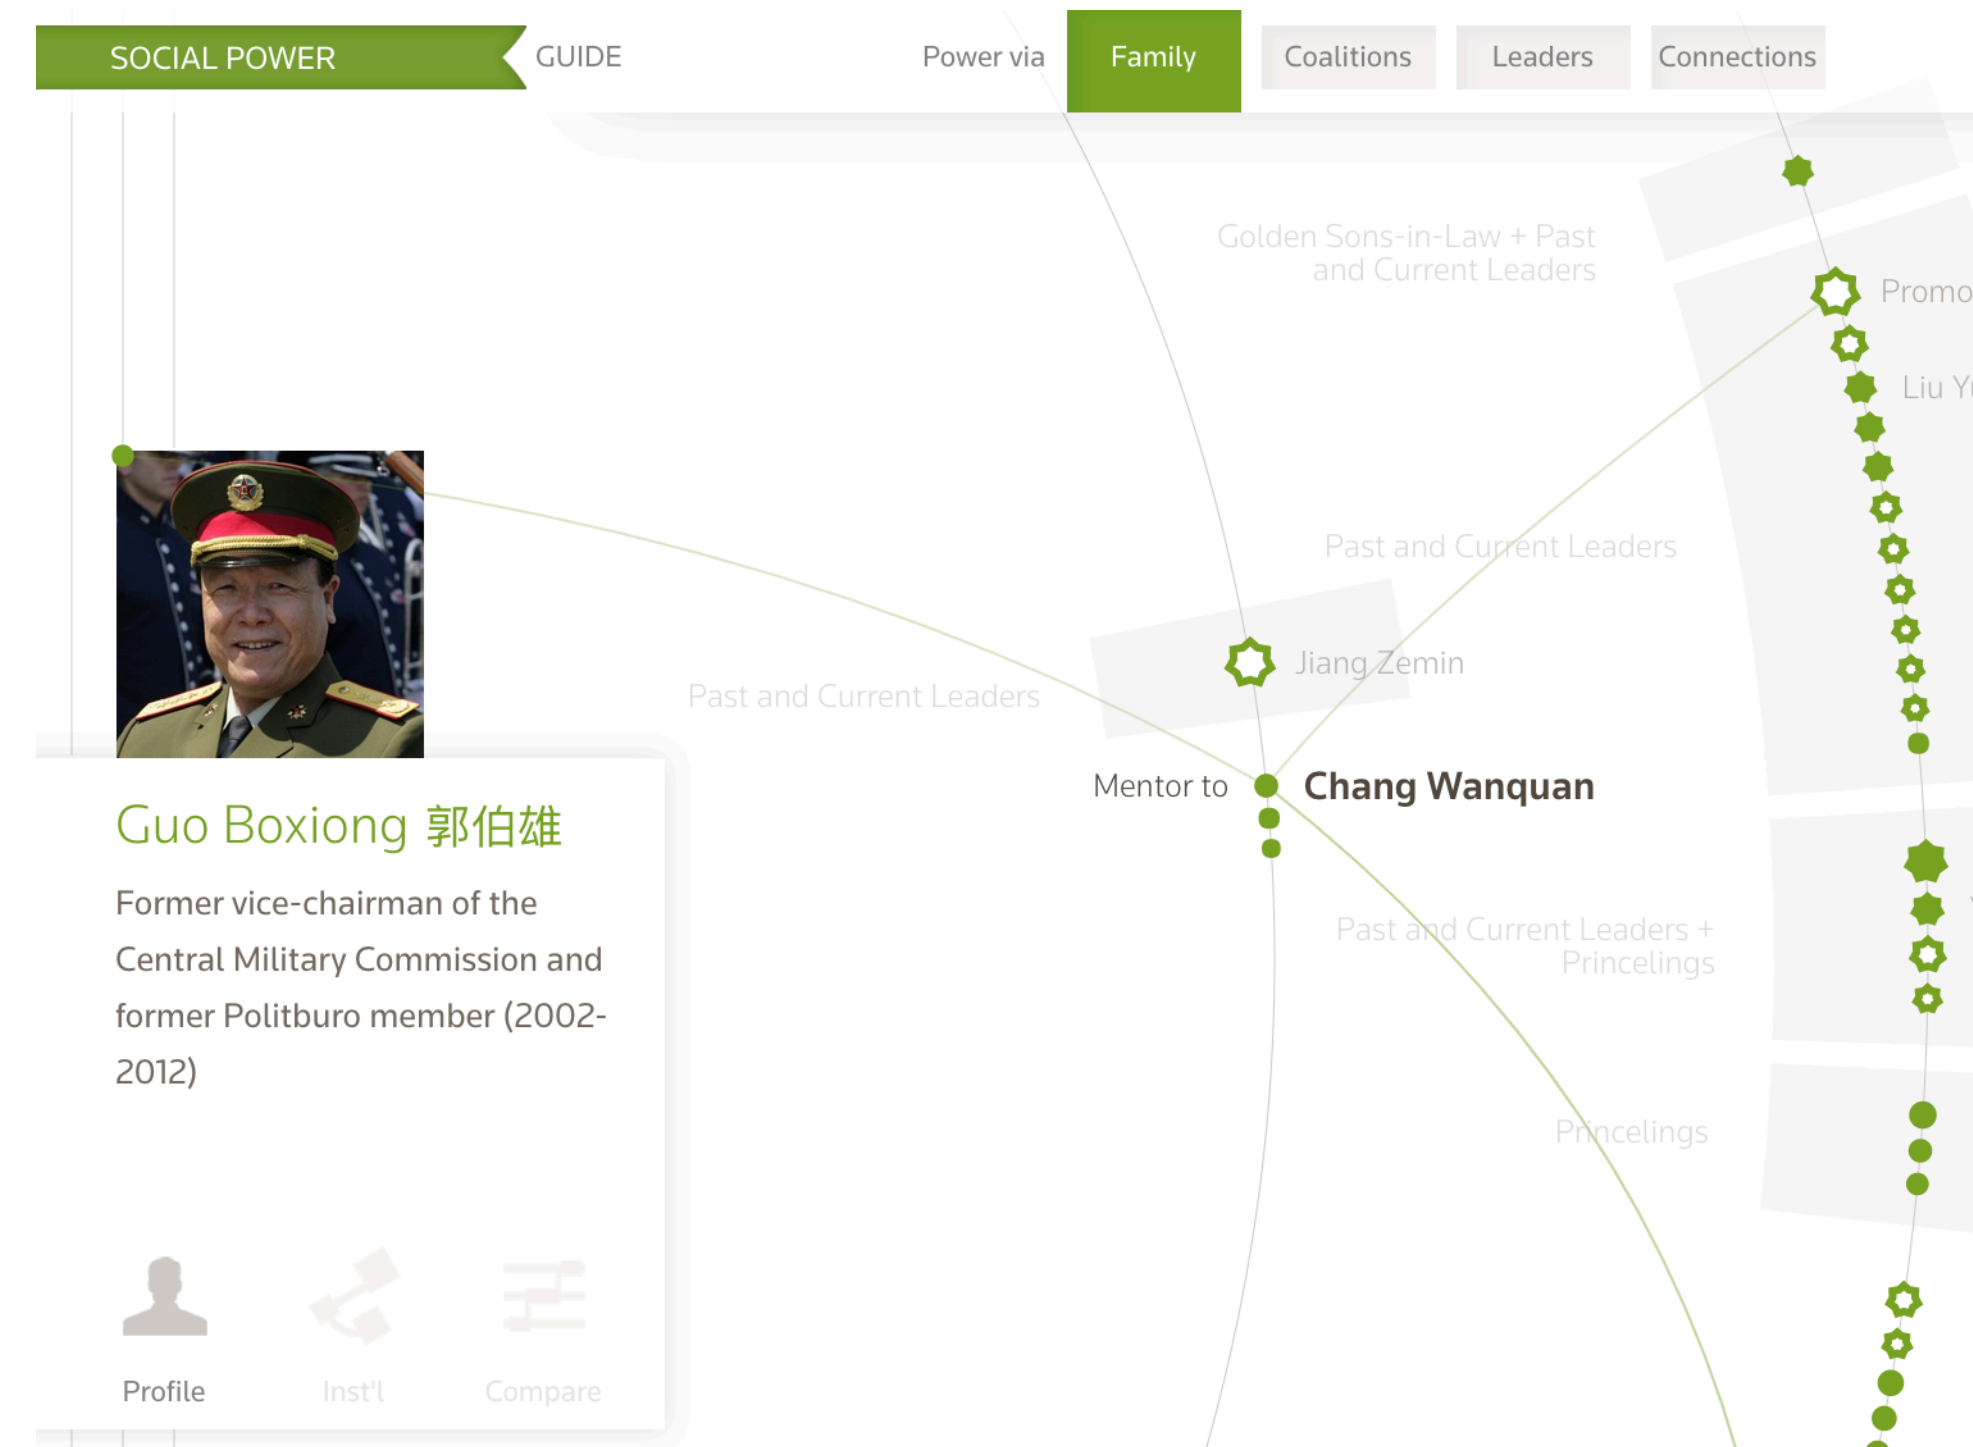 SOCIAL POWER
GUIDE
Power via
Family
Coalitions
Leaders
Connections
Golden Sons-in-Law + Past
and Current Leaders
Promo
Liu Yu
Past and Current Leaders
Jiang Zemin
Past and Current Leaders
Mentor to
Chang Wanquan
Past and Current Leaders +
Princelings
Princelings
Guo Boxiong 郭伯雄
Former vice-chairman of the
Central Military Commission and
former Politburo member (2002-
2012)
Profile
Inst'l
Compare